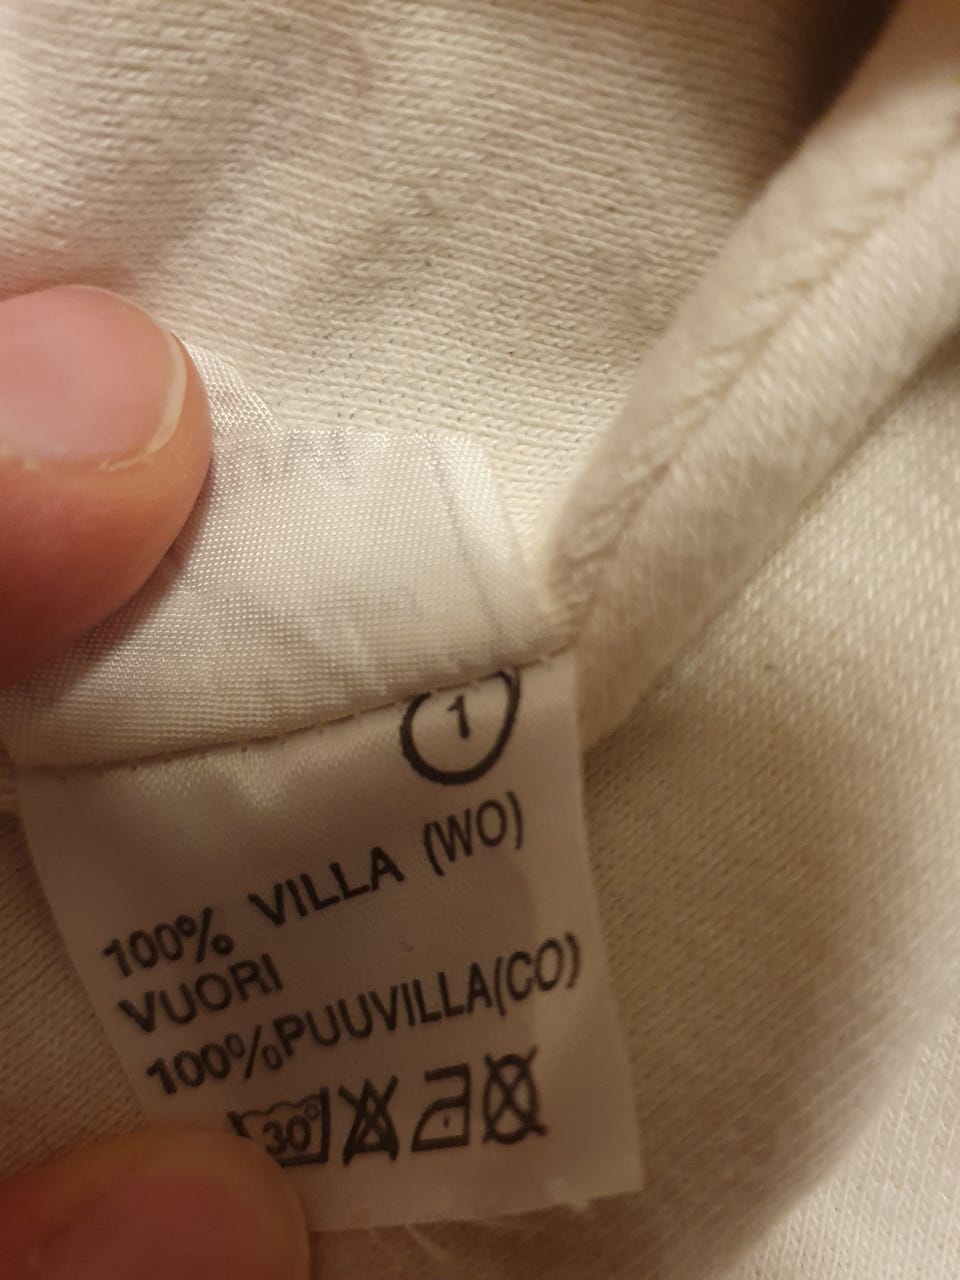 1
100% VILLA (WO)
VUORI
100%PUUVILLA(CO)
30°